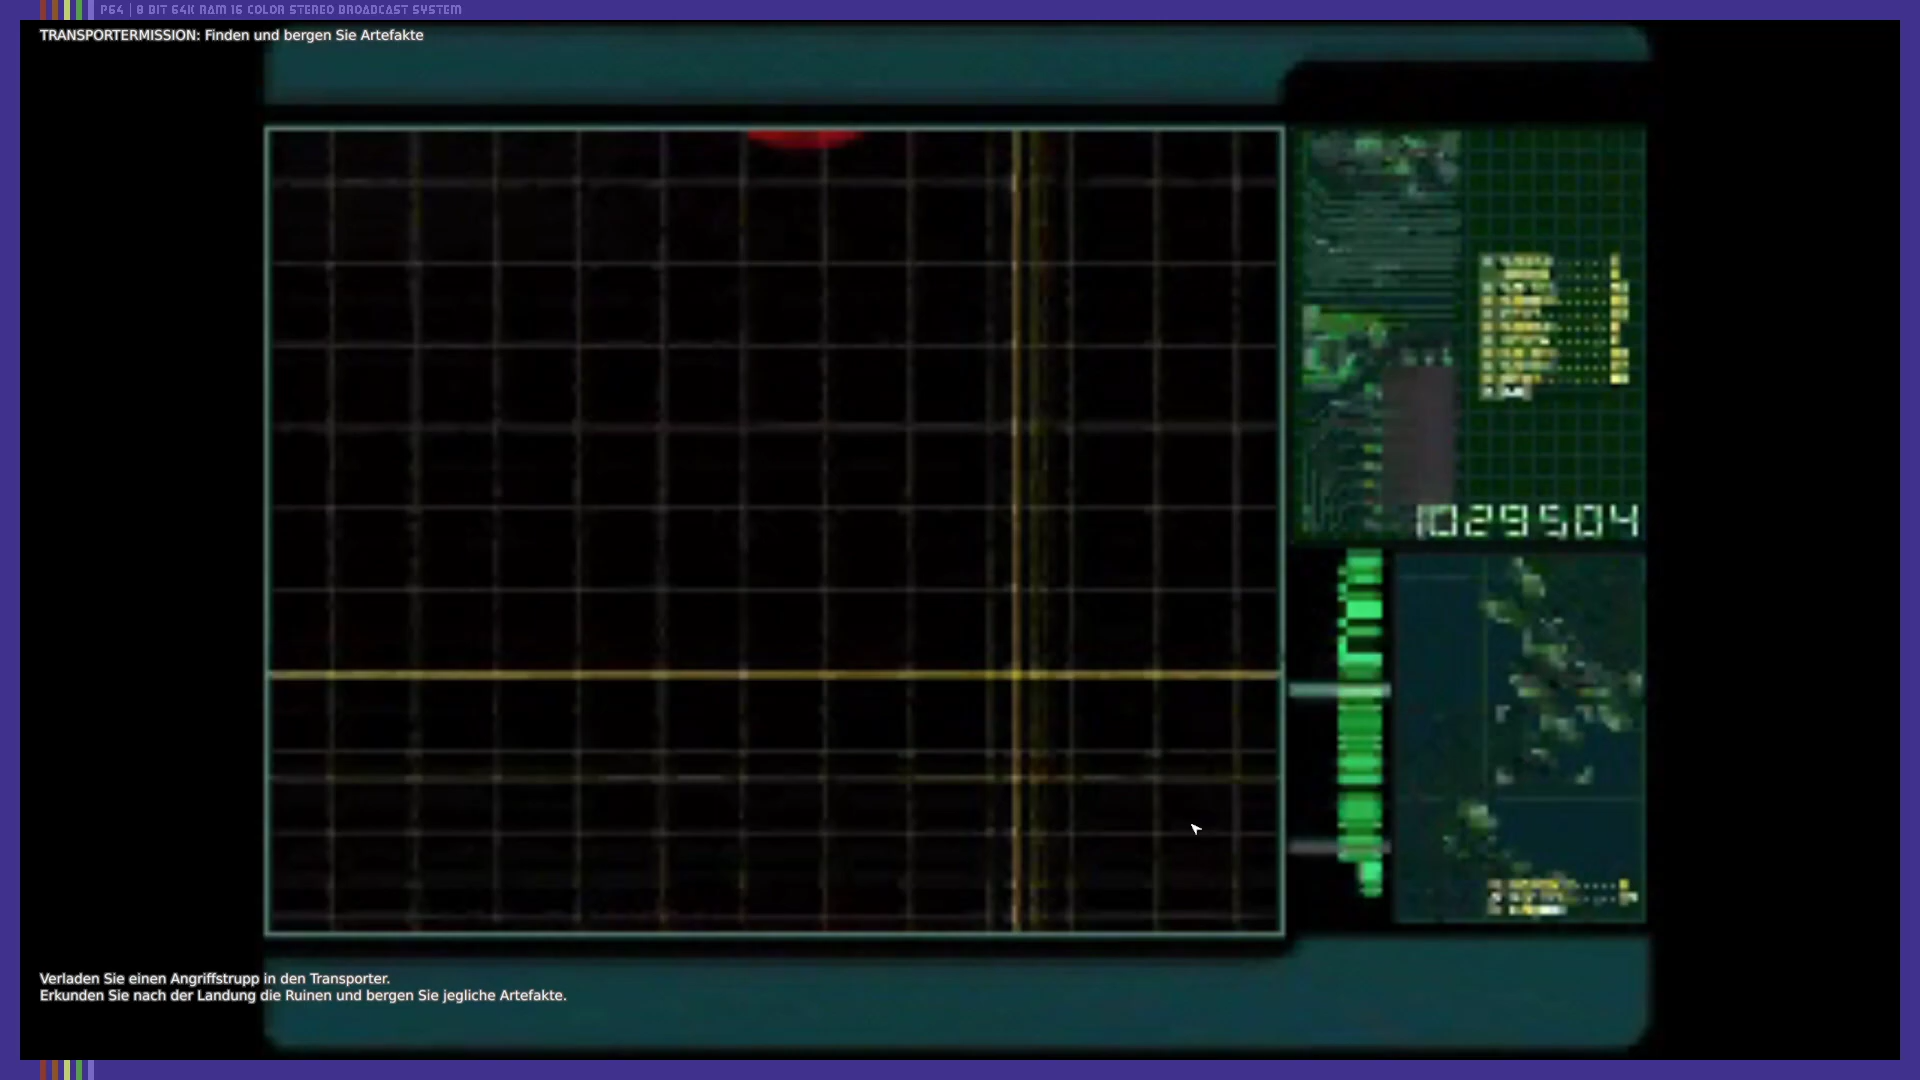 P64 | 8 BIT 64K RAM 16 COLOR STEREO BROADCAST SYSTEM
TRANSPORTERMISSION: Finden und bergen Sie Artefakte
1029504
Verladen Sie einen Angriffstrupp in den Transporter.
Erkunden Sie nach der Landung die Ruinen und bergen Sie jegliche Artefakte.